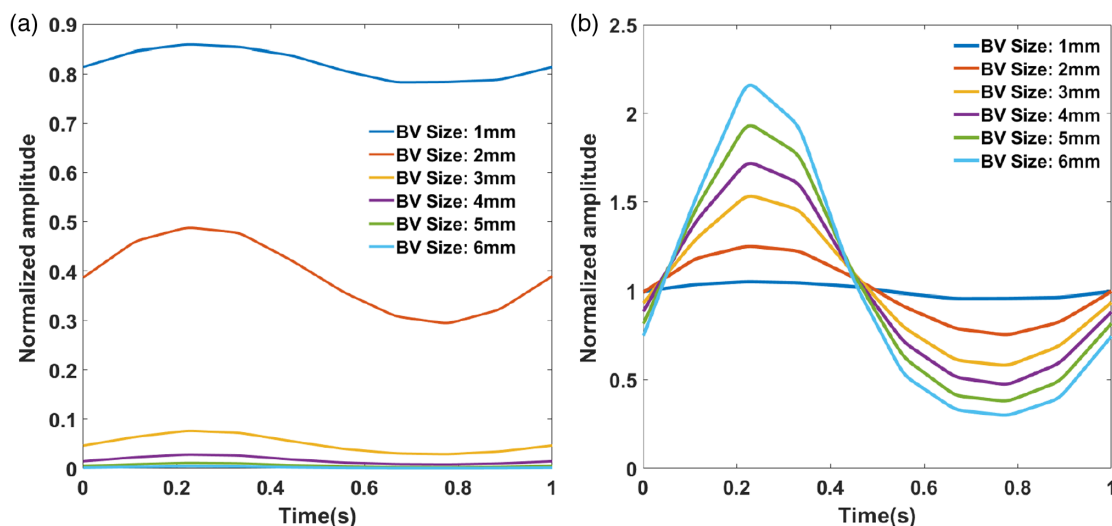 (a)
0.9
0.8
0.7
0.6
0.5
0.4
0.3
0.2
0.1
0
Normalized amplitude
BV Size: 1mm
BV Size: 2mm
BV Size: 3mm
BV Size: 4mm
BV Size: 5mm
BV Size: 6mm
0 0.2 0.4 0.6 0.8 1
Time(s)
(b)
2.5
2
1.5
1
0.5
0
Normalized amplitude
BV Size: 1mm
BV Size: 2mm
BV Size: 3mm
BV Size: 4mm
BV Size: 5mm
BV Size: 6mm
0 0.2 0.4 0.6 0.8 1
Time(s)